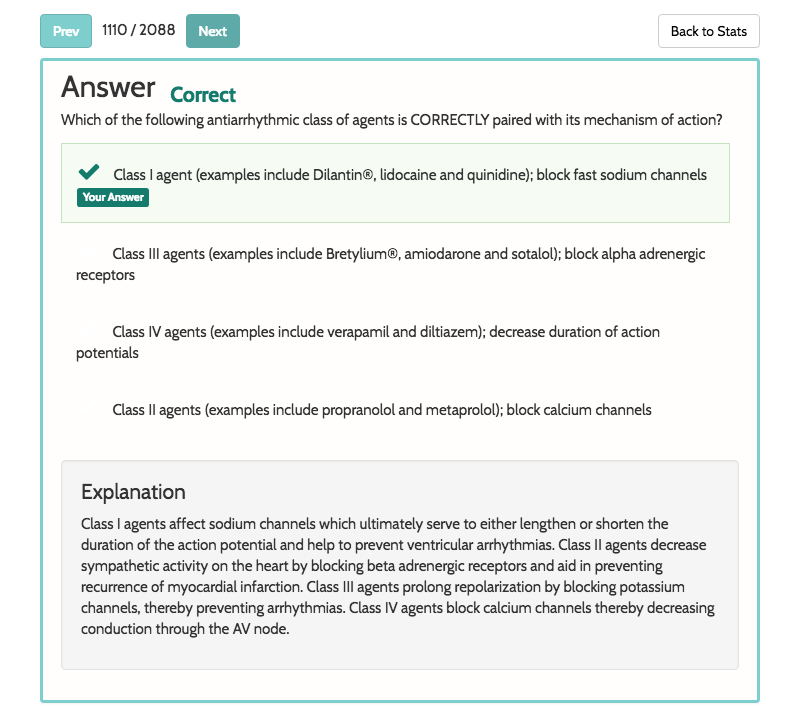 Prev 1110 / 2088 Next Back to Stats
Answer Correct
Which of the following antiarrhythmic class of agents is CORRECTLY paired with its mechanism of action?
Class I agent (examples include Dilantin®, lidocaine and quinidine); block fast sodium channels
Your Answer
Class III agents (examples include Bretylium®, amiodarone and sotalol); block alpha adrenergic
receptors
Class IV agents (examples include verapamil and diltiazem); decrease duration of action
potentials
Class II agents (examples include propranolol and metaprolol); block calcium channels
Explanation
Class I agents affect sodium channels which ultimately serve to either lengthen or shorten the
duration of the action potential and help to prevent ventricular arrhythmias. Class II agents decrease
sympathetic activity on the heart by blocking beta adrenergic receptors and aid in preventing
recurrence of myocardial infarction. Class III agents prolong repolarization by blocking potassium
channels, thereby preventing arrhythmias. Class IV agents block calcium channels thereby decreasing
conduction through the AV node.